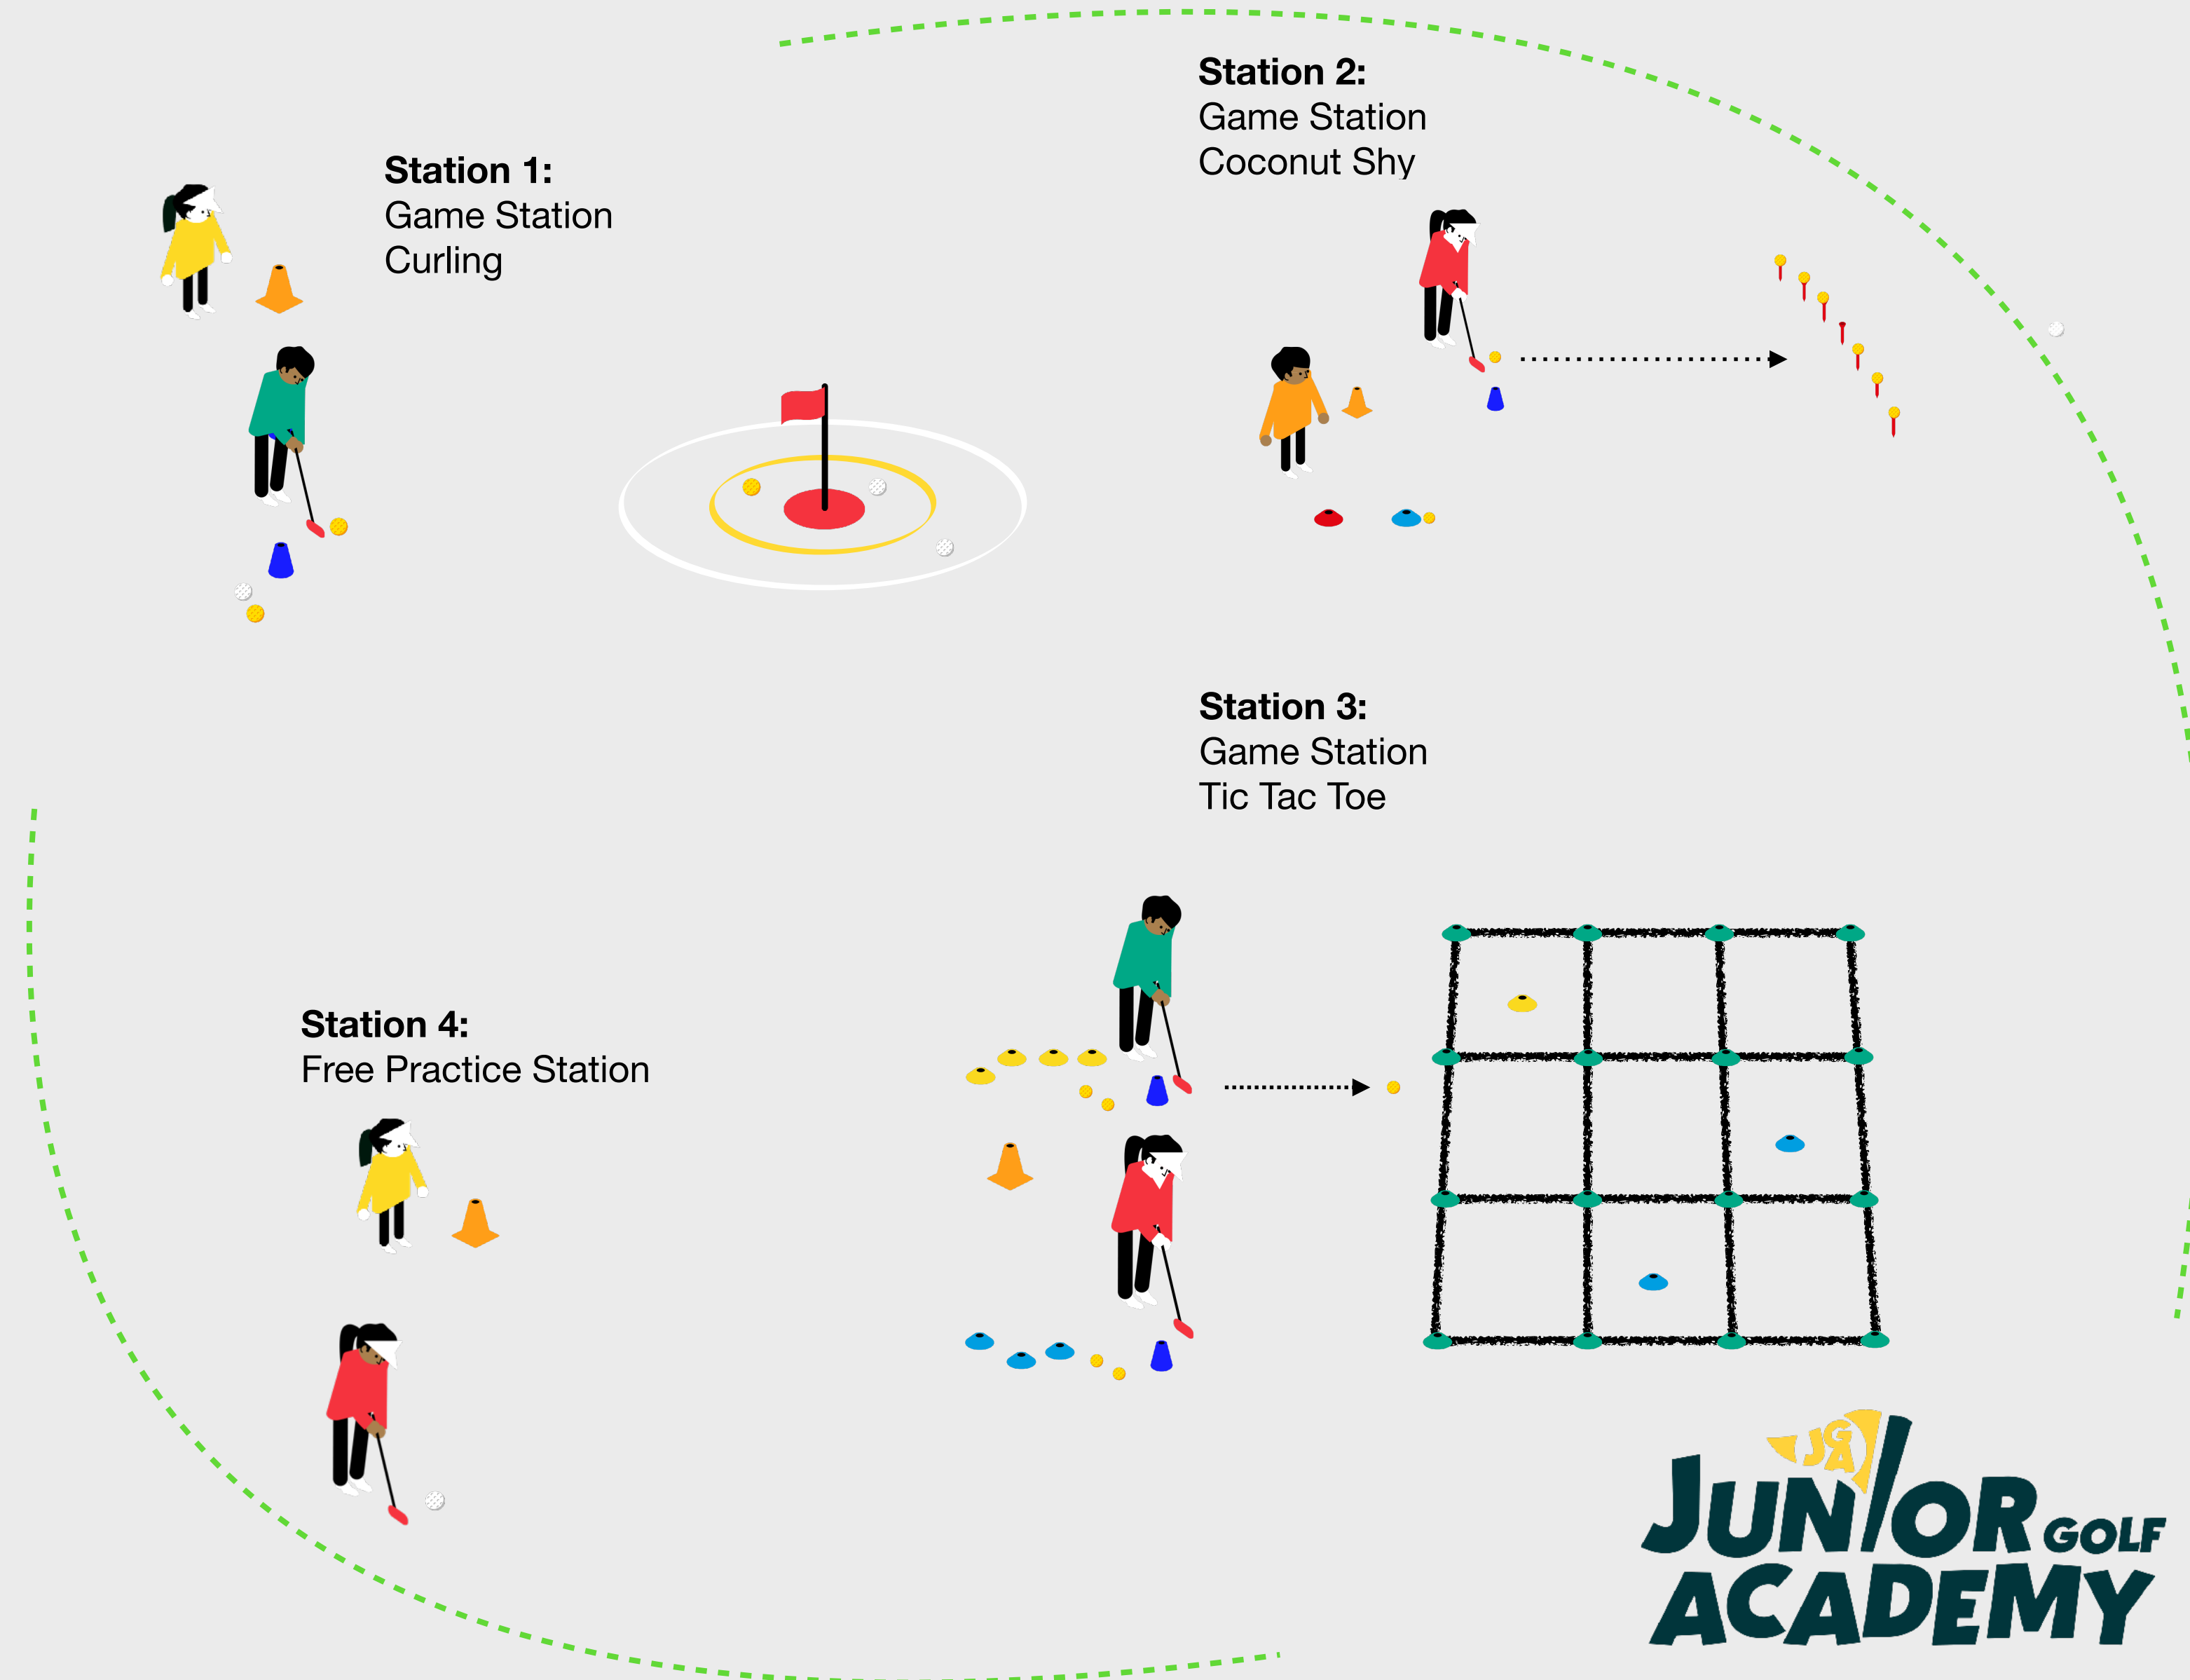 Station 1:
Game Station
Curling
Station 2:
Game Station
Coconut Shy
Station 3:
Game Station
Tic Tac Toe
Station 4:
Free Practice Station
JGA
JUNIOR GOLF
ACADEMY